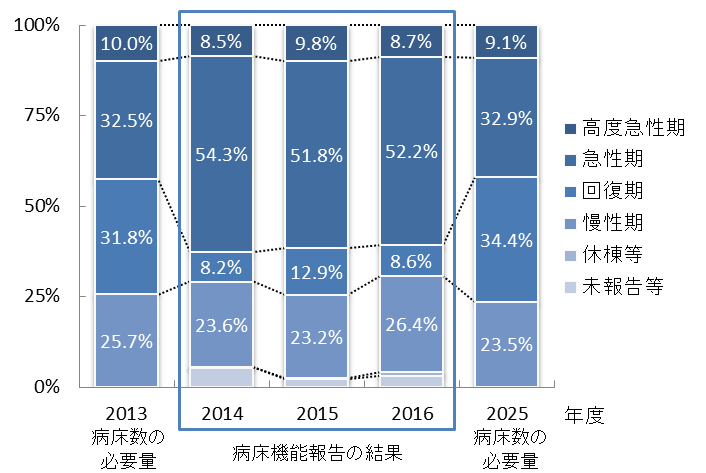 100%
75%
50%
25%
0%
10.0%
8.5%
9.8%
8.7%
9.1%
32.5%
54.3%
51.8%
52.2%
32.9%
31.8%
8.2%
12.9%
8.6%
34.4%
25.7%
23.6%
23.2%
26.4%
23.5%
高度急性期
急性期
回復期
慢性期
休棟等
未報告等
2013
2014
2015
2016
2025
年度
病床数の
必要量
病床機能報告の結果
病床数の
必要量